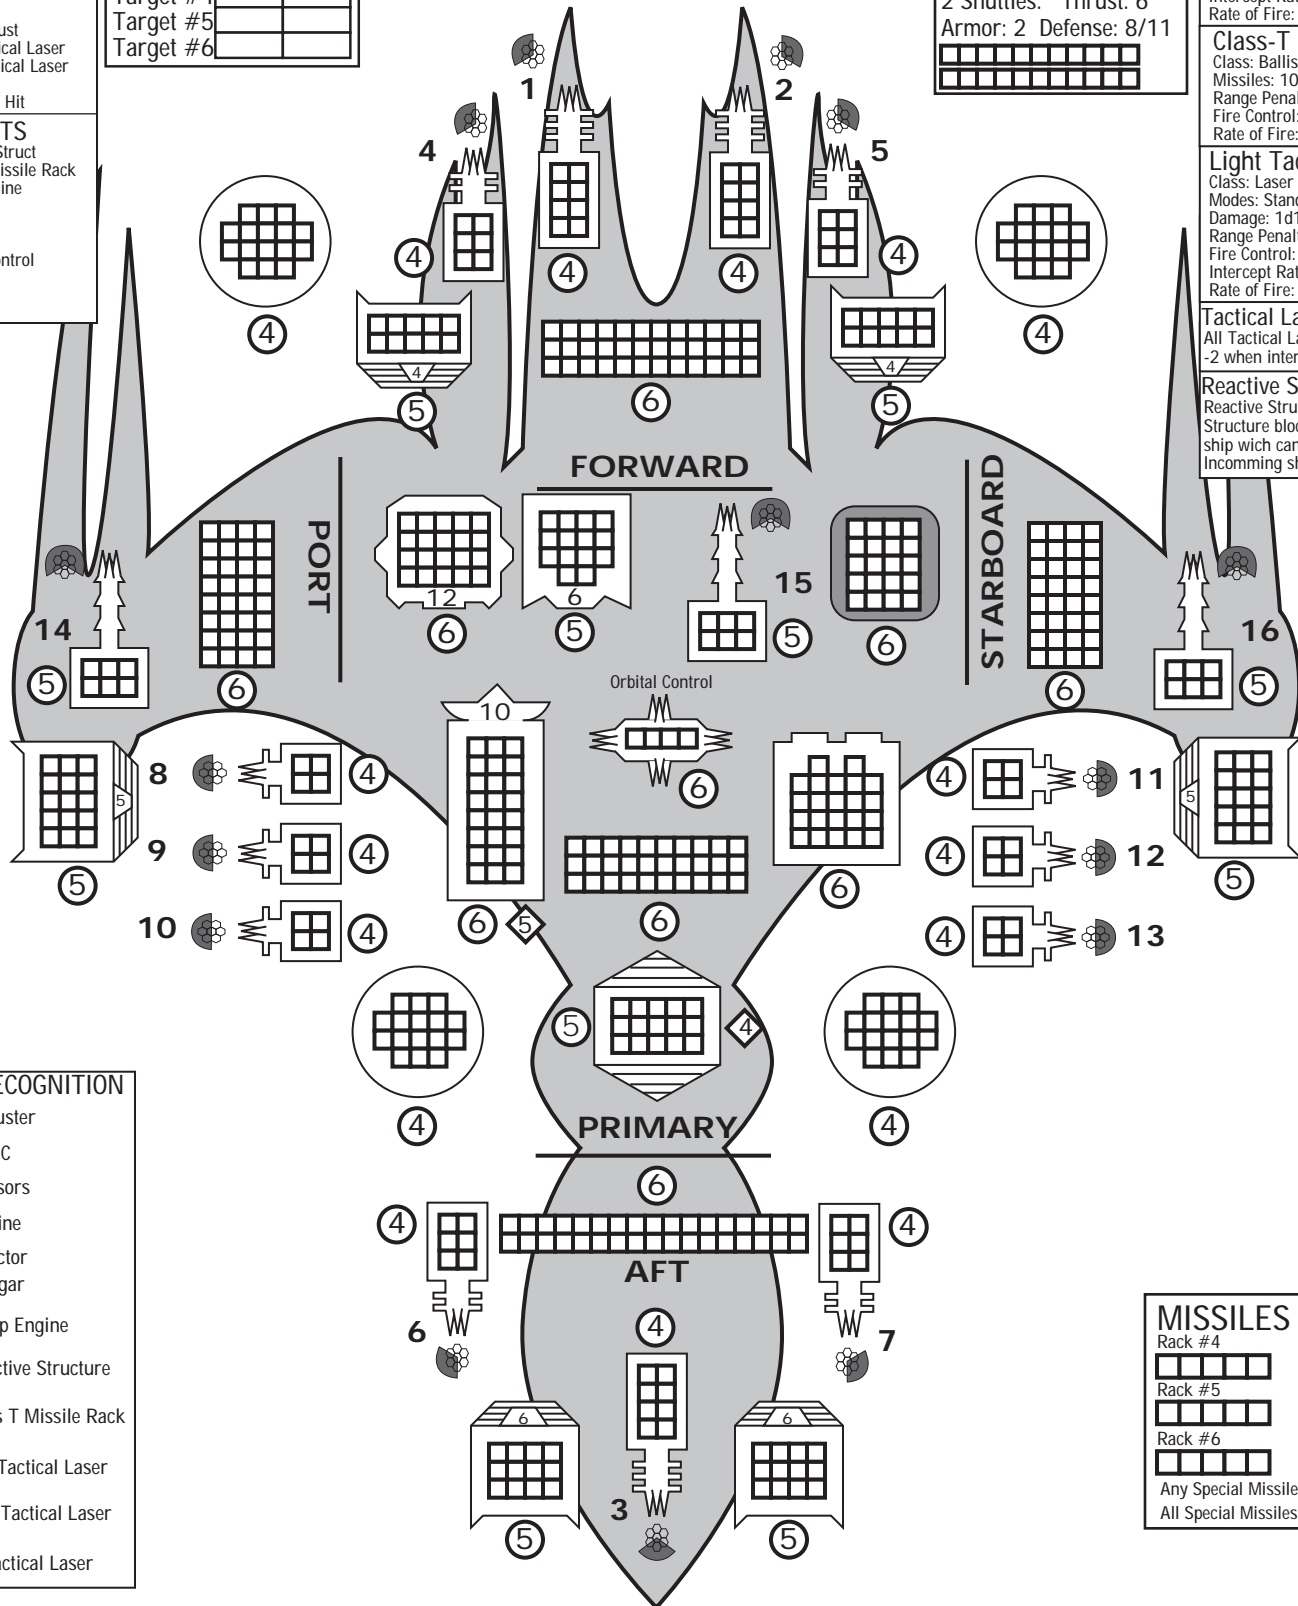 Target #5
Target #6
2 Shuttles: Thrust: 6
Armor: 2 Defense: 8/11
ical Laser
ical Laser
Hit
TS
Struct
issile Rack
ine
ntrol
Rate of Fire:
Class-T
Class: Ballis
Missiles: 10
Range Penal
Fire Control:
Rate of Fire:
Light Tac
Class: Laser
Modes: Stand
Damage: 1d1
Range Penalt
Fire Control:
Intercept Rat
Rate of Fire:
Tactical La
All Tactical La
-2 when inter
Reactive S
Reactive Stru
Structure bloc
ship wich can
Incomming sh
1
2
4
5
4
4
4
4
4
4
4
4
5
6
5
FORWARD
PORT
STARBOARD
12
6
6
5
15
5
6
14
5
6
6
16
5
Orbital Control
10
6
5
5
8
4
9
4
10
4
4
11
4
12
4
13
5
5
6
5
6
6
5
4
4
4
PRIMARY
6
4
4
AFT
6
7
4
6
6
3
5
5
ECOGNITION
uster
C
sors
ine
ctor
gar
p Engine
ctive Structure
s T Missile Rack
Tactical Laser
Tactical Laser
actical Laser
MISSILES
Rack #4
Rack #5
Rack #6
Any Special Missile
All Special Missiles